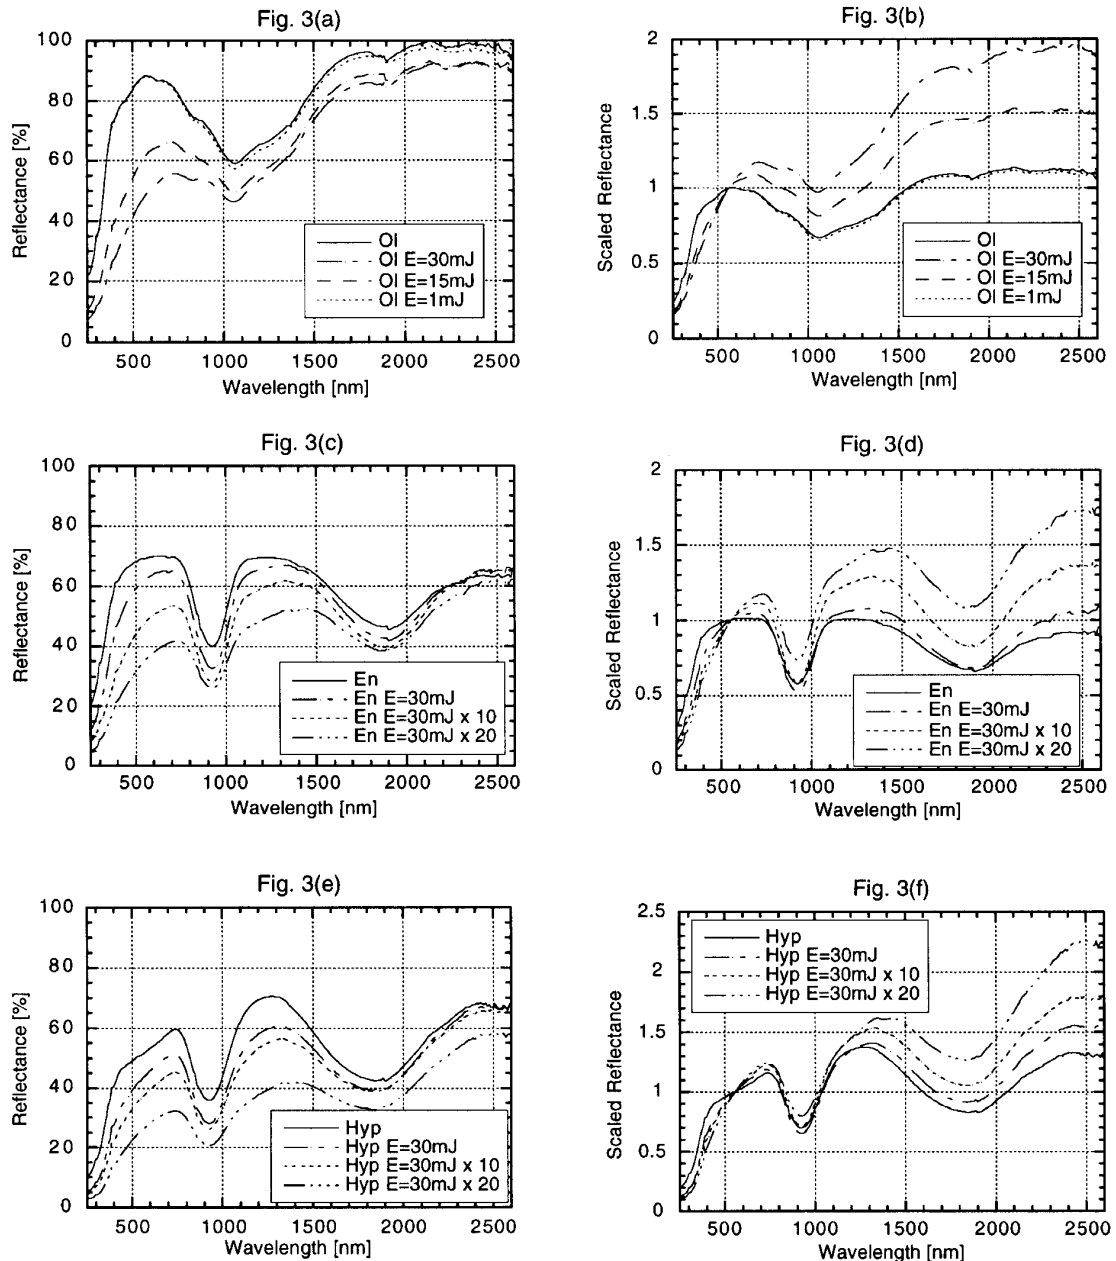 Fig. 3(a)
100
80
60
40
20
0
Reflectance [%]
Ol
Ol E=30mJ
Ol E=15mJ
Ol E=1mJ
500 1000 1500 2000 2500
Wavelength [nm]
Fig. 3(b)
2
1.5
1
0.5
0
Scaled Reflectance
Ol
Ol E=30mJ
Ol E=15mJ
Ol E=1mJ
500 1000 1500 2000 2500
Wavelength [nm]
Fig. 3(c)
100
80
60
40
20
0
Reflectance [%]
En
En E=30mJ
En E=30mJ x 10
En E=30mJ x 20
500 1000 1500 2000 2500
Wavelength [nm]
Fig. 3(d)
2
1.5
1
0.5
0
Scaled Reflectance
En
En E=30mJ
En E=30mJ x 10
En E=30mJ x 20
500 1000 1500 2000 2500
Wavelength [nm]
Fig. 3(e)
100
80
60
40
20
0
Reflectance [%]
Hyp
Hyp E=30mJ
Hyp E=30mJ x 10
Hyp E=30mJ x 20
500 1000 1500 2000 2500
Wavelength [nm]
Fig. 3(f)
2.5
2
1.5
1
0.5
0
Scaled Reflectance
Hyp
Hyp E=30mJ
Hyp E=30mJ x 10
Hyp E=30mJ x 20
500 1000 1500 2000 2500
Wavelength [nm]